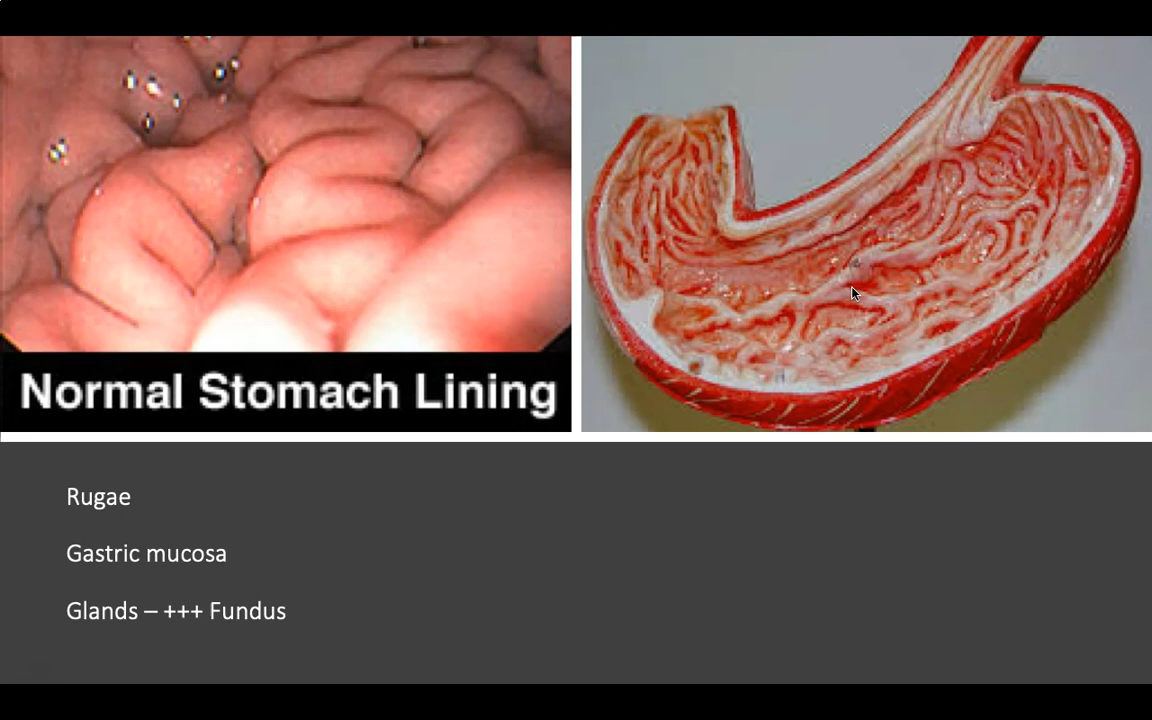 Normal Stomach Lining
Rugae
Gastric mucosa
Glands – +++ Fundus